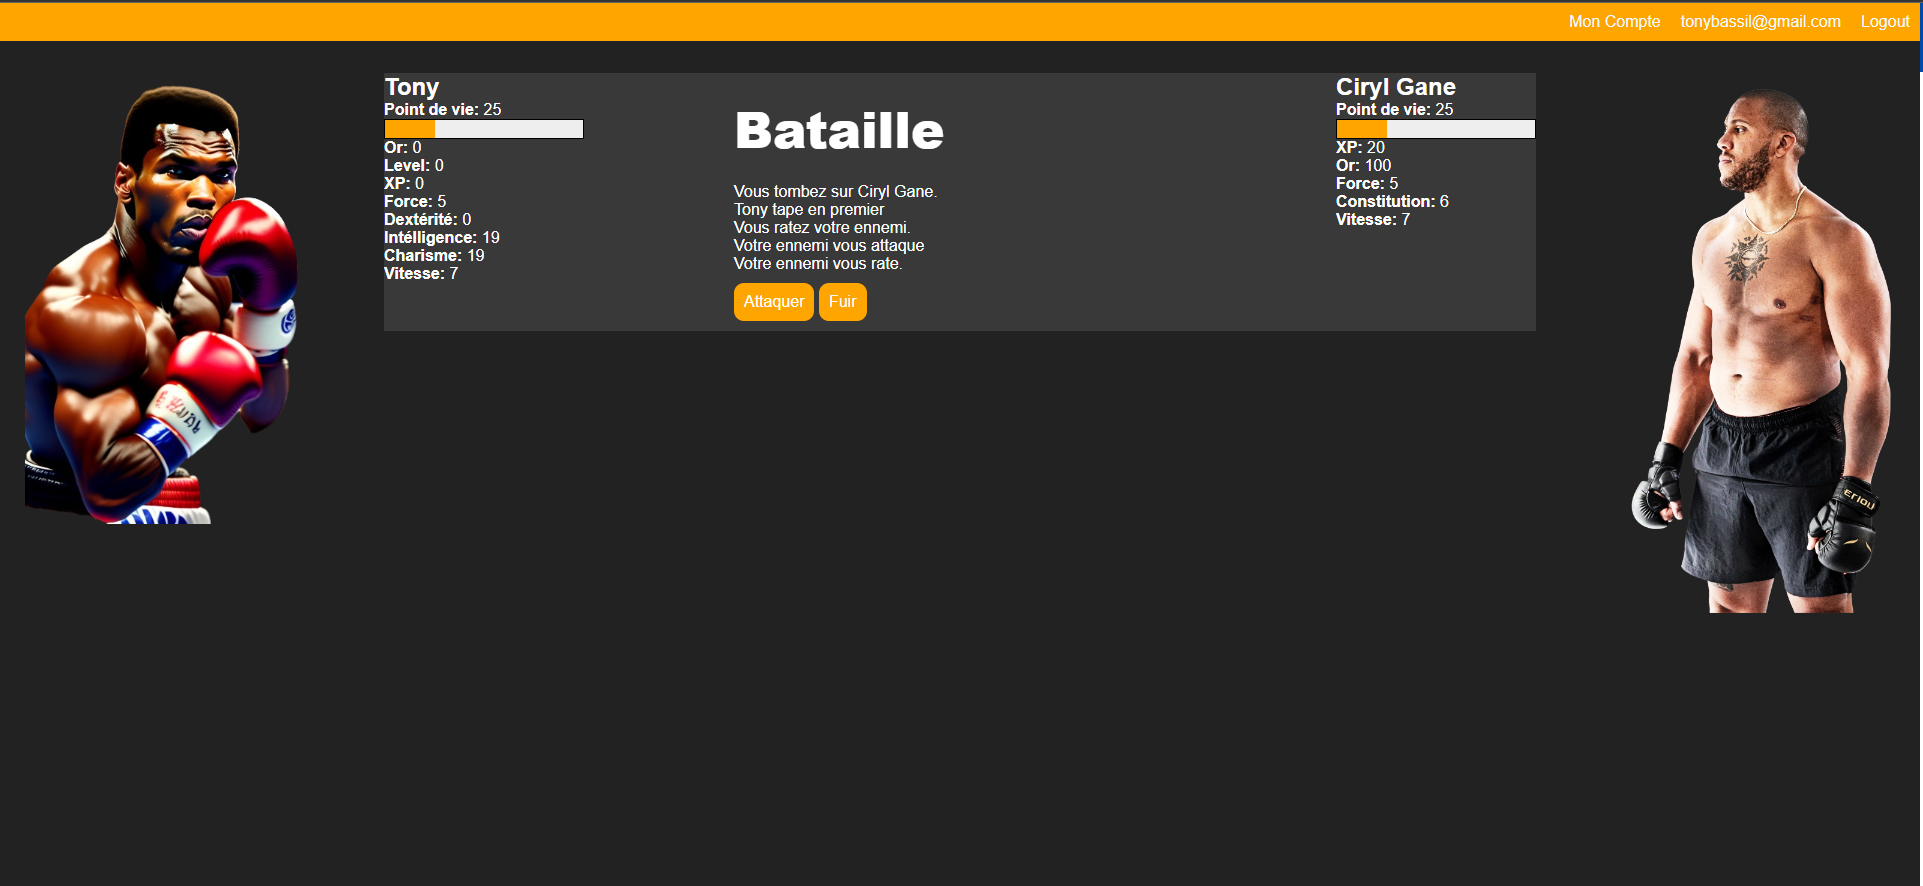 Mon Compte tonybassil@gmail.com Logout
Tony
Point de vie: 25
Or: 0
Level: 0
XP: 0
Force: 5
Dextérité: 0
Intélligence: 19
Charisme: 19
Vitesse: 7
Bataille
Vous tombez sur Ciryl Gane.
Tony tape en premier
Vous ratez votre ennemi.
Votre ennemi vous attaque
Votre ennemi vous rate.
Attaquer Fuir
Ciryl Gane
Point de vie: 25
XP: 20
Or: 100
Force: 5
Constitution: 6
Vitesse: 7